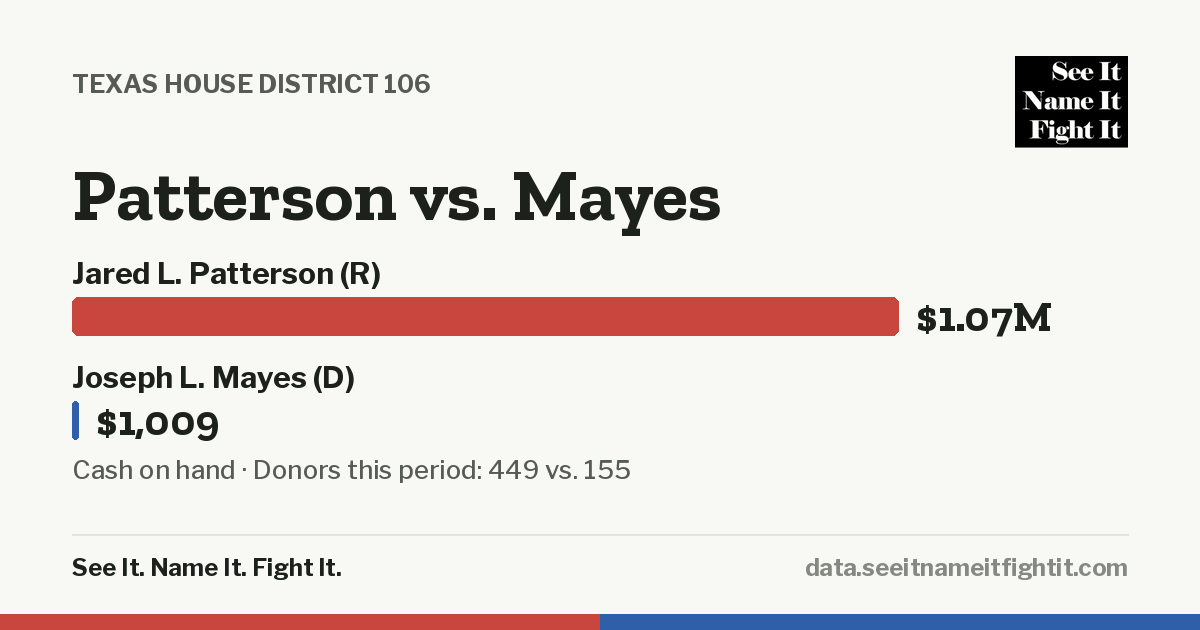 TEXAS HOUSE DISTRICT 106
See It
Name It
Fight It
Patterson vs. Mayes
Jared L. Patterson (R)
$1.07M
Joseph L. Mayes (D)
$1,009
Cash on hand · Donors this period: 449 vs. 155
See It. Name It. Fight It.
data.seeitnameitfightit.com